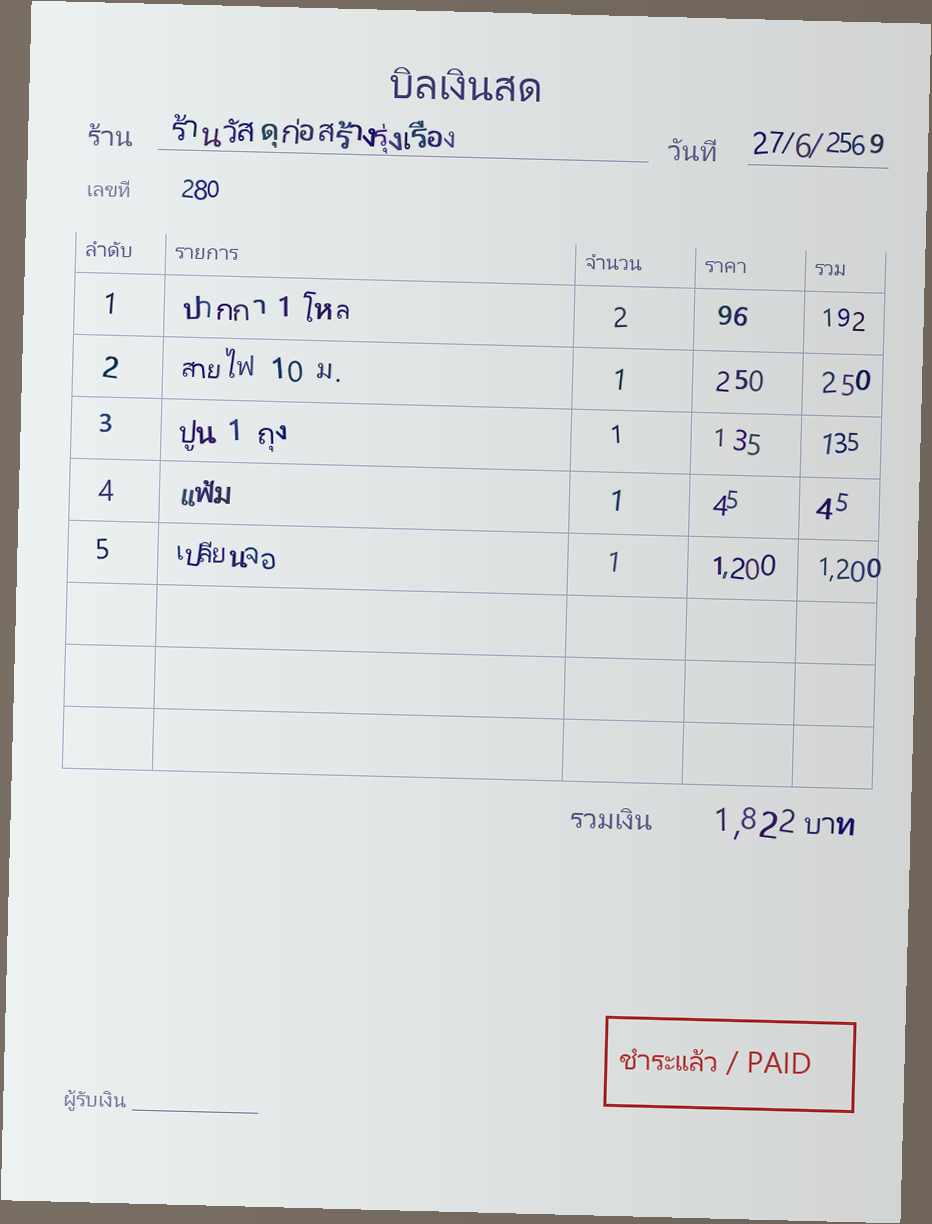 บิลเงินสด
ร้าน ร้านวัสดุก่อสร้างรุ่งเรือง วันที่ 27/6/2569
เลขที่ 280
ลำดับ รายการ จำนวน ราคา รวม
1 ปากกา 1 โหล 2 96 192
2 สายไฟ 10 ม. 1 250 250
3 ปูน 1 ถุง 1 135 135
4 แฟ้ม 1 45 45
5 เปลี่ยนจอ 1 1,200 1,200
รวมเงิน 1,822 บาท
ชำระแล้ว / PAID
ผู้รับเงิน